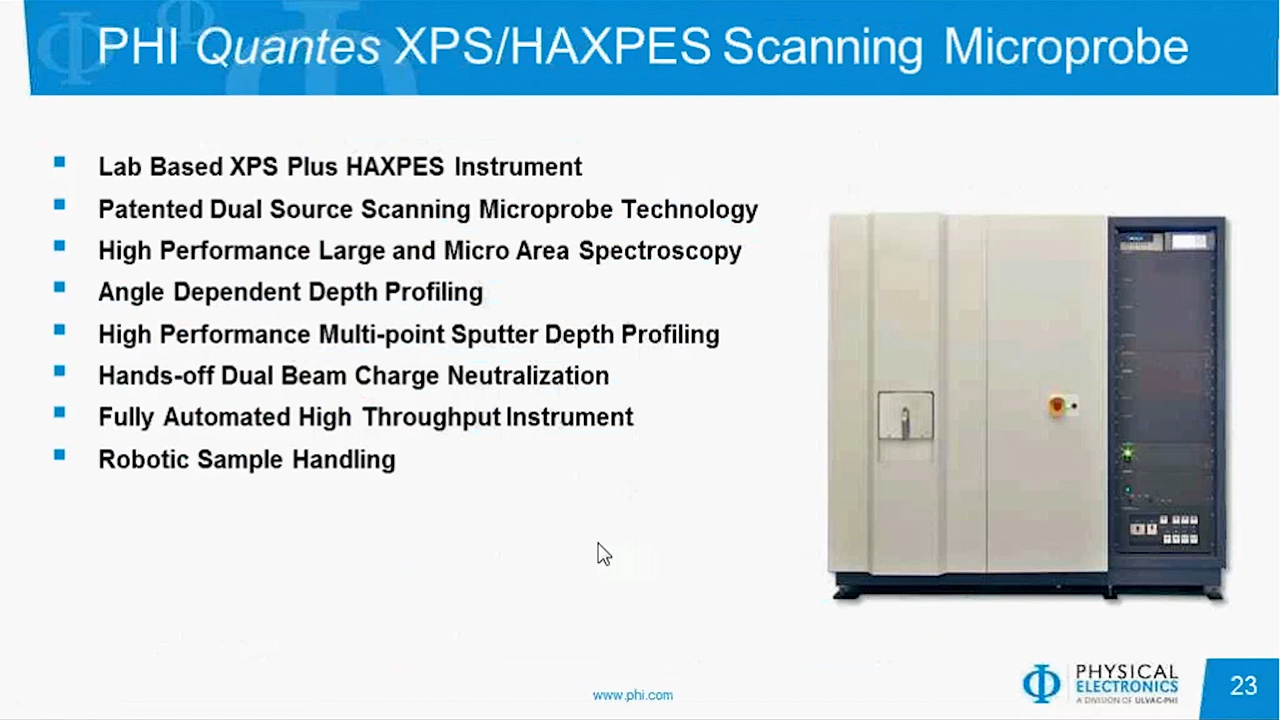 PHI Quantes XPS/HAXPES Scanning Microprobe
Lab Based XPS Plus HAXPES Instrument
Patented Dual Source Scanning Microprobe Technology
High Performance Large and Micro Area Spectroscopy
Angle Dependent Depth Profiling
High Performance Multi-point Sputter Depth Profiling
Hands-off Dual Beam Charge Neutralization
Fully Automated High Throughput Instrument
Robotic Sample Handling
www.phi.com
PHYSICAL
ELECTRONICS
A DIVISION OF ULVAC-PHI
23